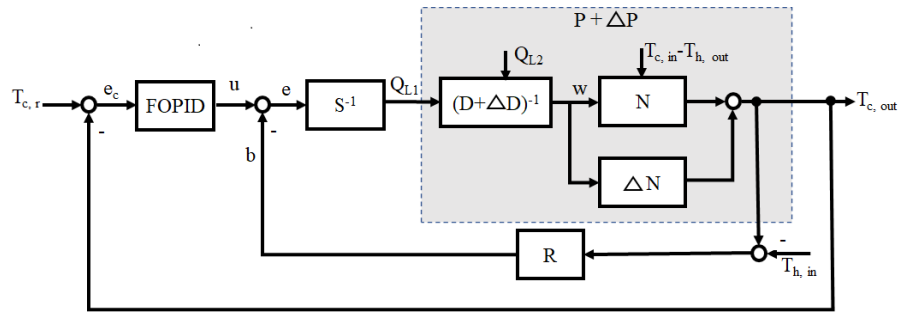 P + △P
T_c, in-T_h, out
Q_L2
T_c, r
e_c
FOPID
u
e
S^-1
Q_L1
(D+△D)^-1
w
N
T_c, out
-
-
b
△N
R
-
T_h, in